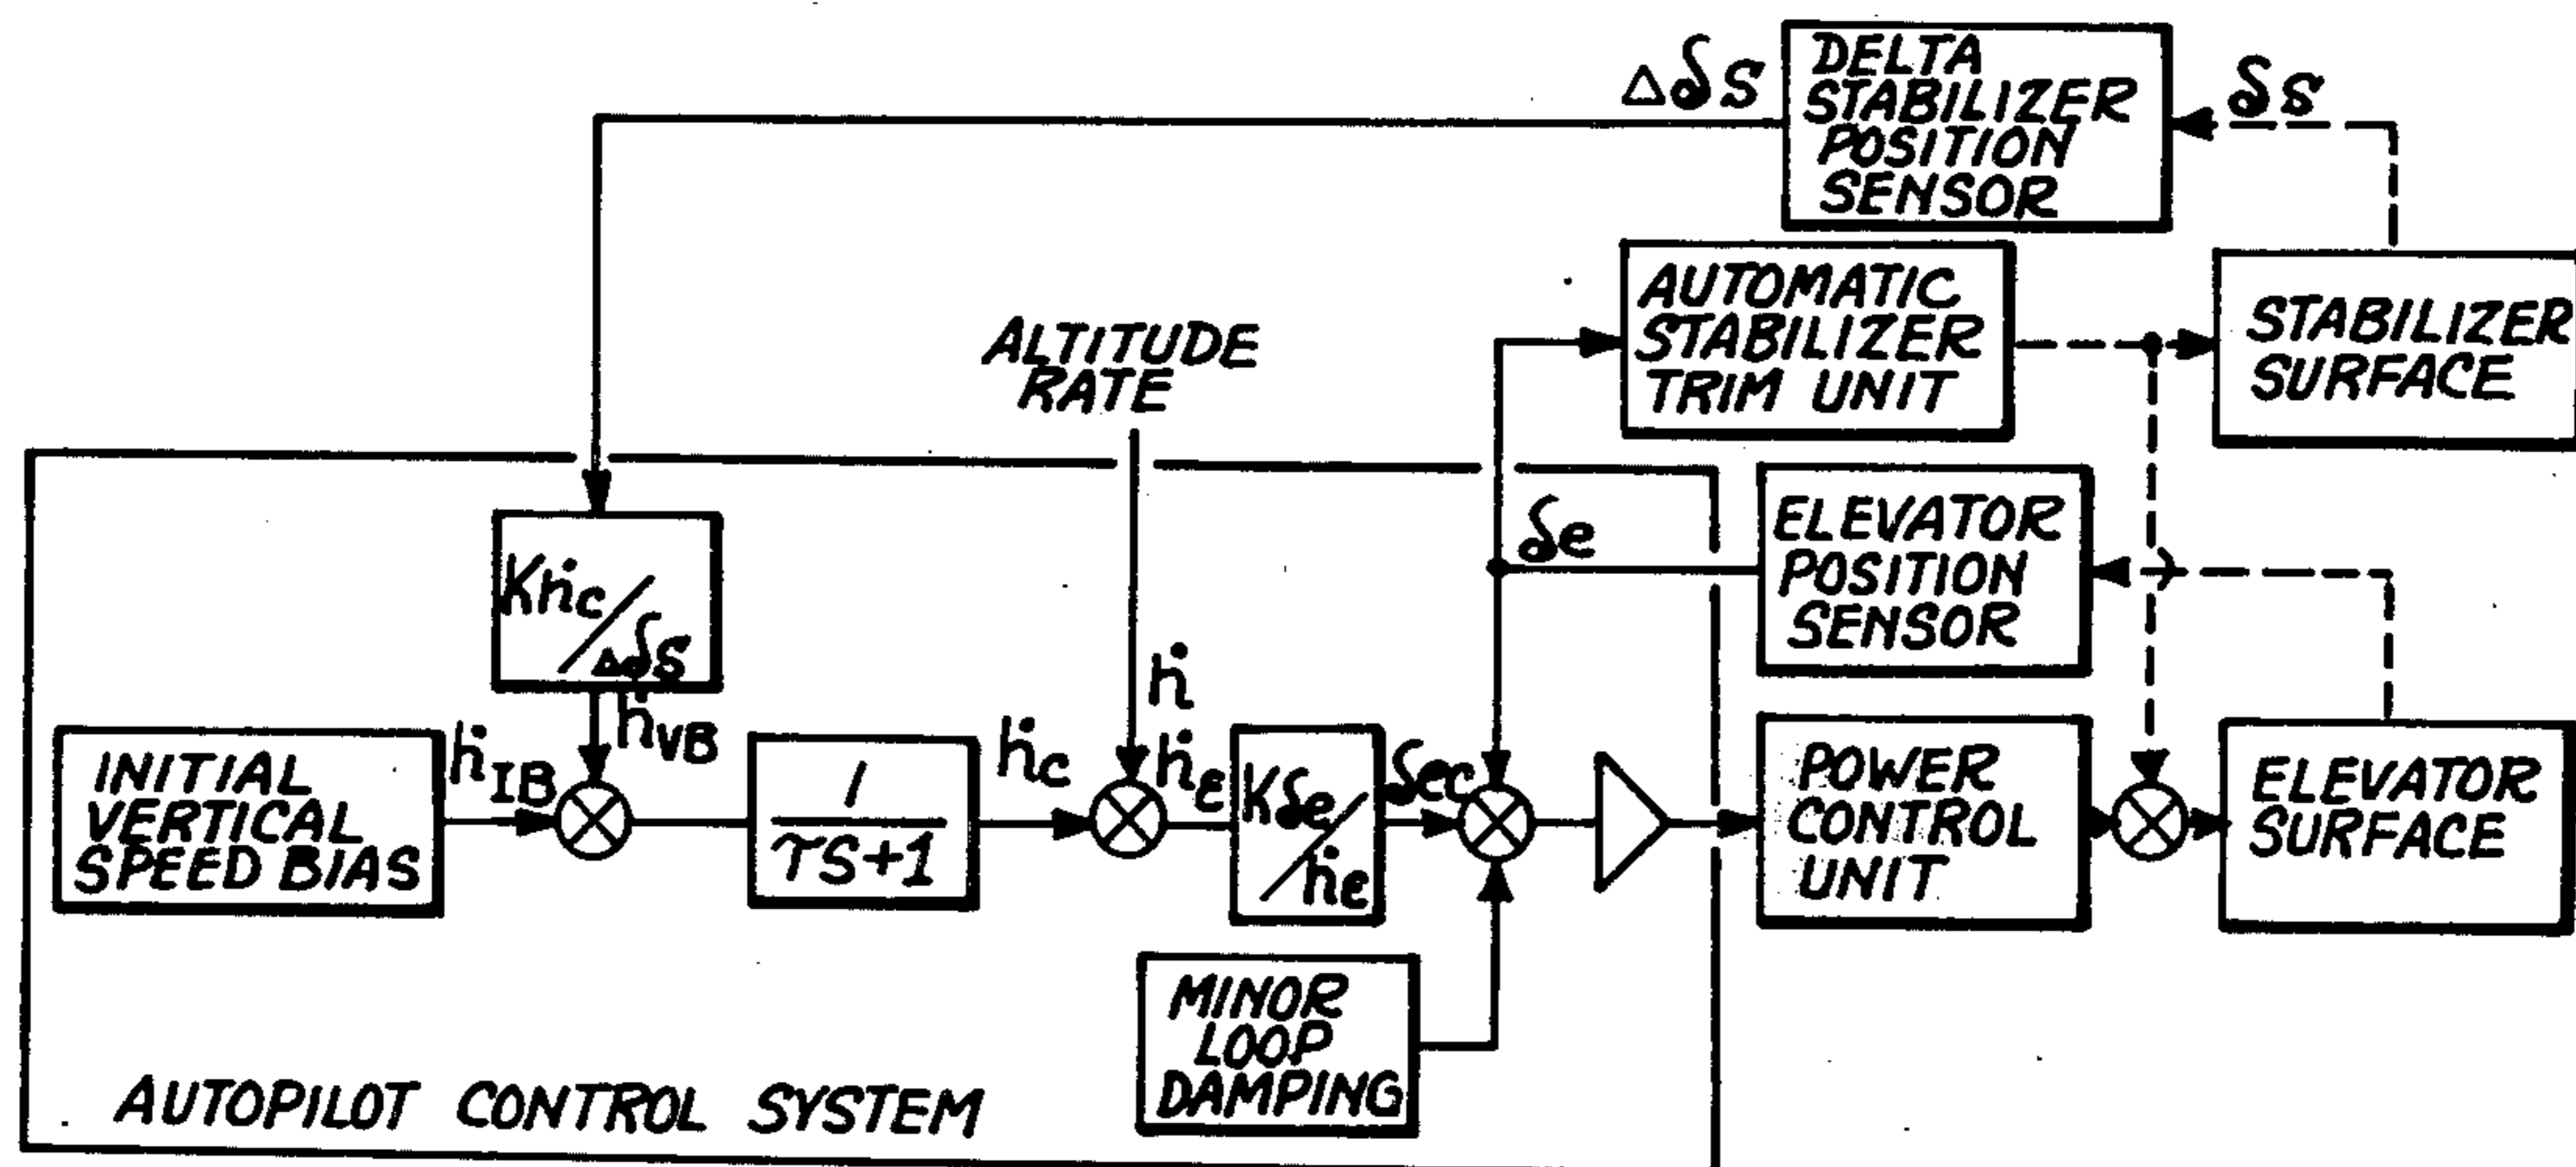 ΔδS
DELTA
STABILIZER
POSITION
SENSOR
δS
AUTOMATIC
STABILIZER
TRIM UNIT
STABILIZER
SURFACE
ALTITUDE
RATE
Kḣc/ΔδS
δe
ELEVATOR
POSITION
SENSOR
ḣ
ḣIB
ḣVB
ḣc
ḣε
δec
INITIAL
VERTICAL
SPEED BIAS
1
τS+1
Kδe/ḣe
POWER
CONTROL
UNIT
ELEVATOR
SURFACE
MINOR
LOOP
DAMPING
AUTOPILOT CONTROL SYSTEM